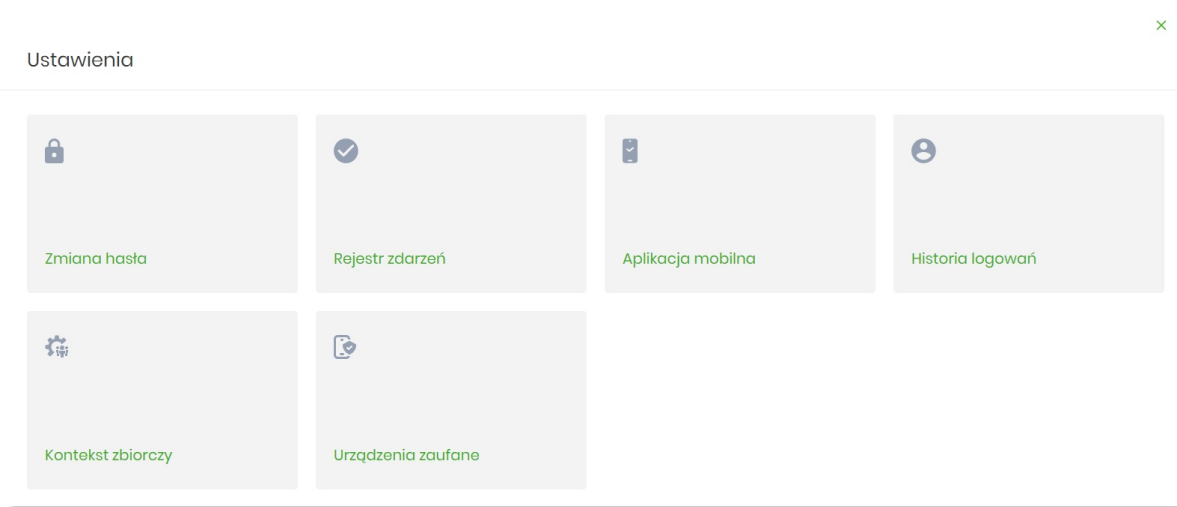 Ustawienia
Zmiana hasła
Rejestr zdarzeń
Aplikacja mobilna
Historia logowań
Kontekst zbiorczy
Urządzenia zaufane